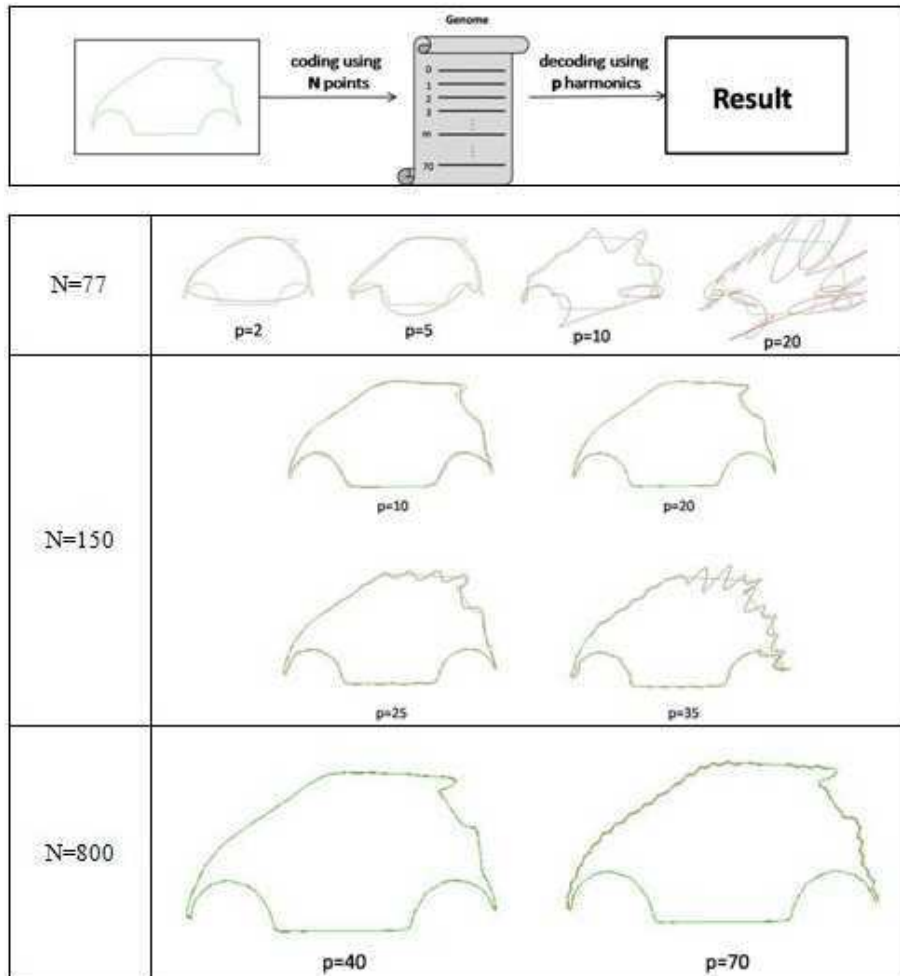 Genome
coding using
N points
0
1
2
3
m
70
decoding using
p harmonics
Result
N=77
p=2
p=5
p=10
p=20
N=150
p=10
p=20
p=25
p=35
N=800
p=40
p=70